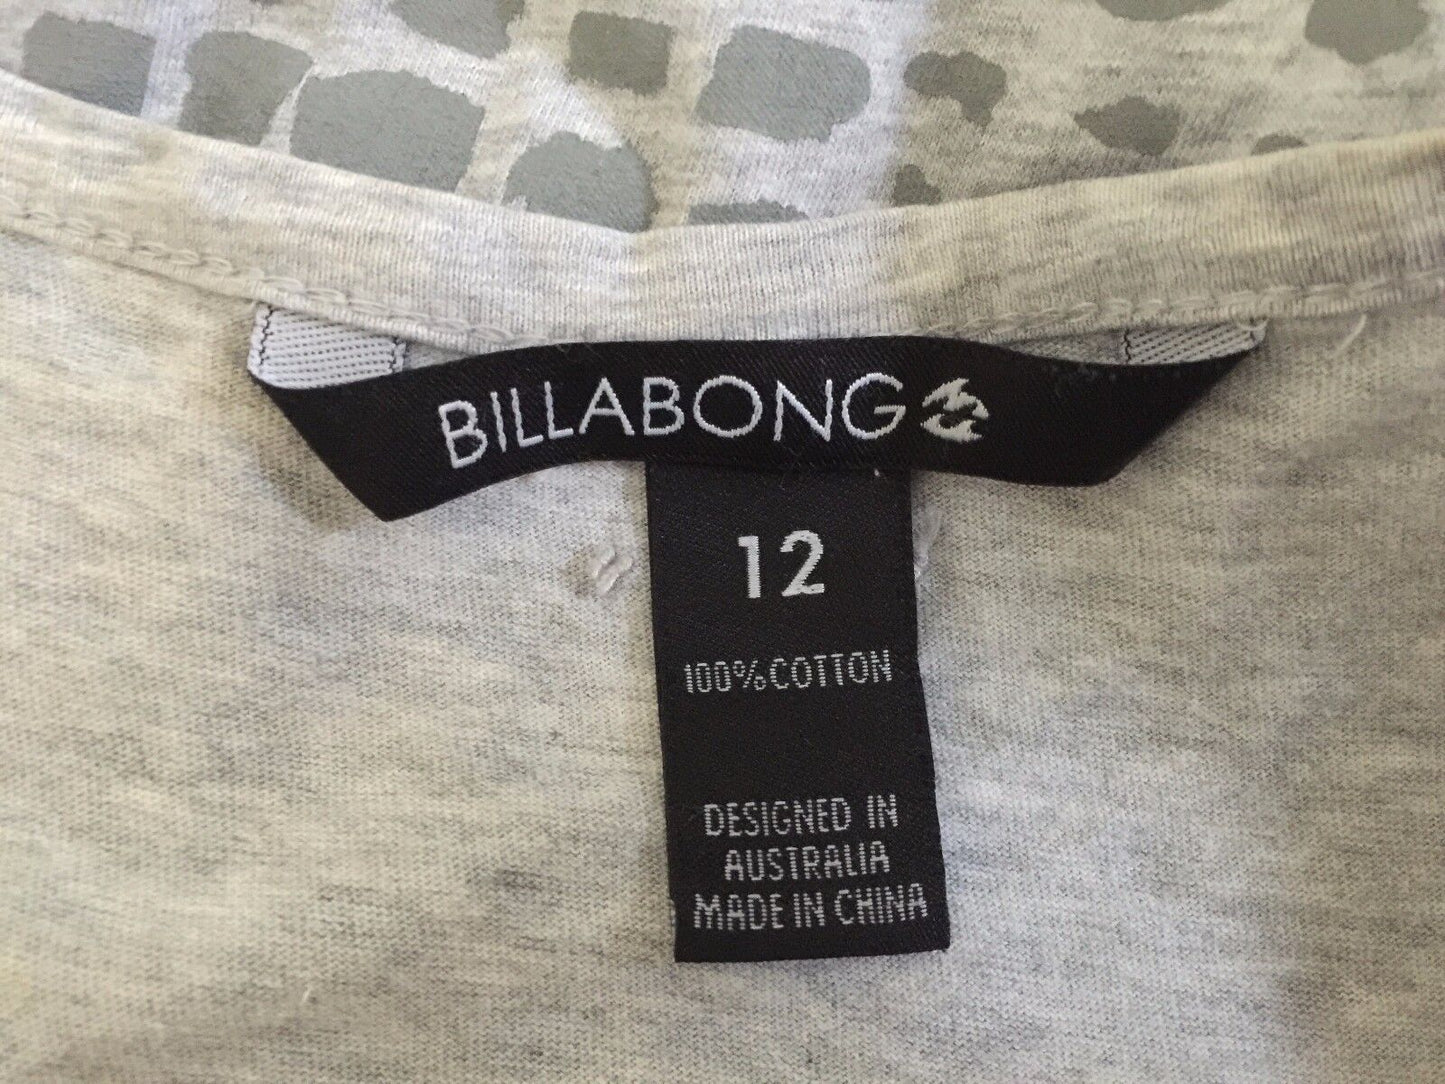 BILLABONG
12
100% COTTON
DESIGNED IN
AUSTRALIA
MADE IN CHINA